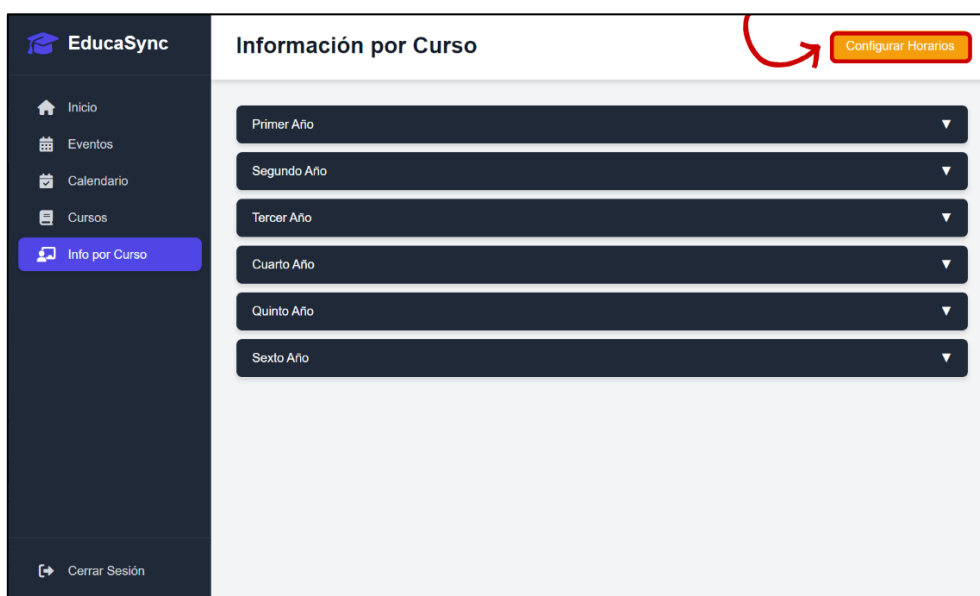 EducaSync
Inicio
Eventos
Calendario
Cursos
Info por Curso
Cerrar Sesión
Información por Curso
Configurar Horarios
Primer Año
Segundo Año
Tercer Año
Cuarto Año
Quinto Año
Sexto Año